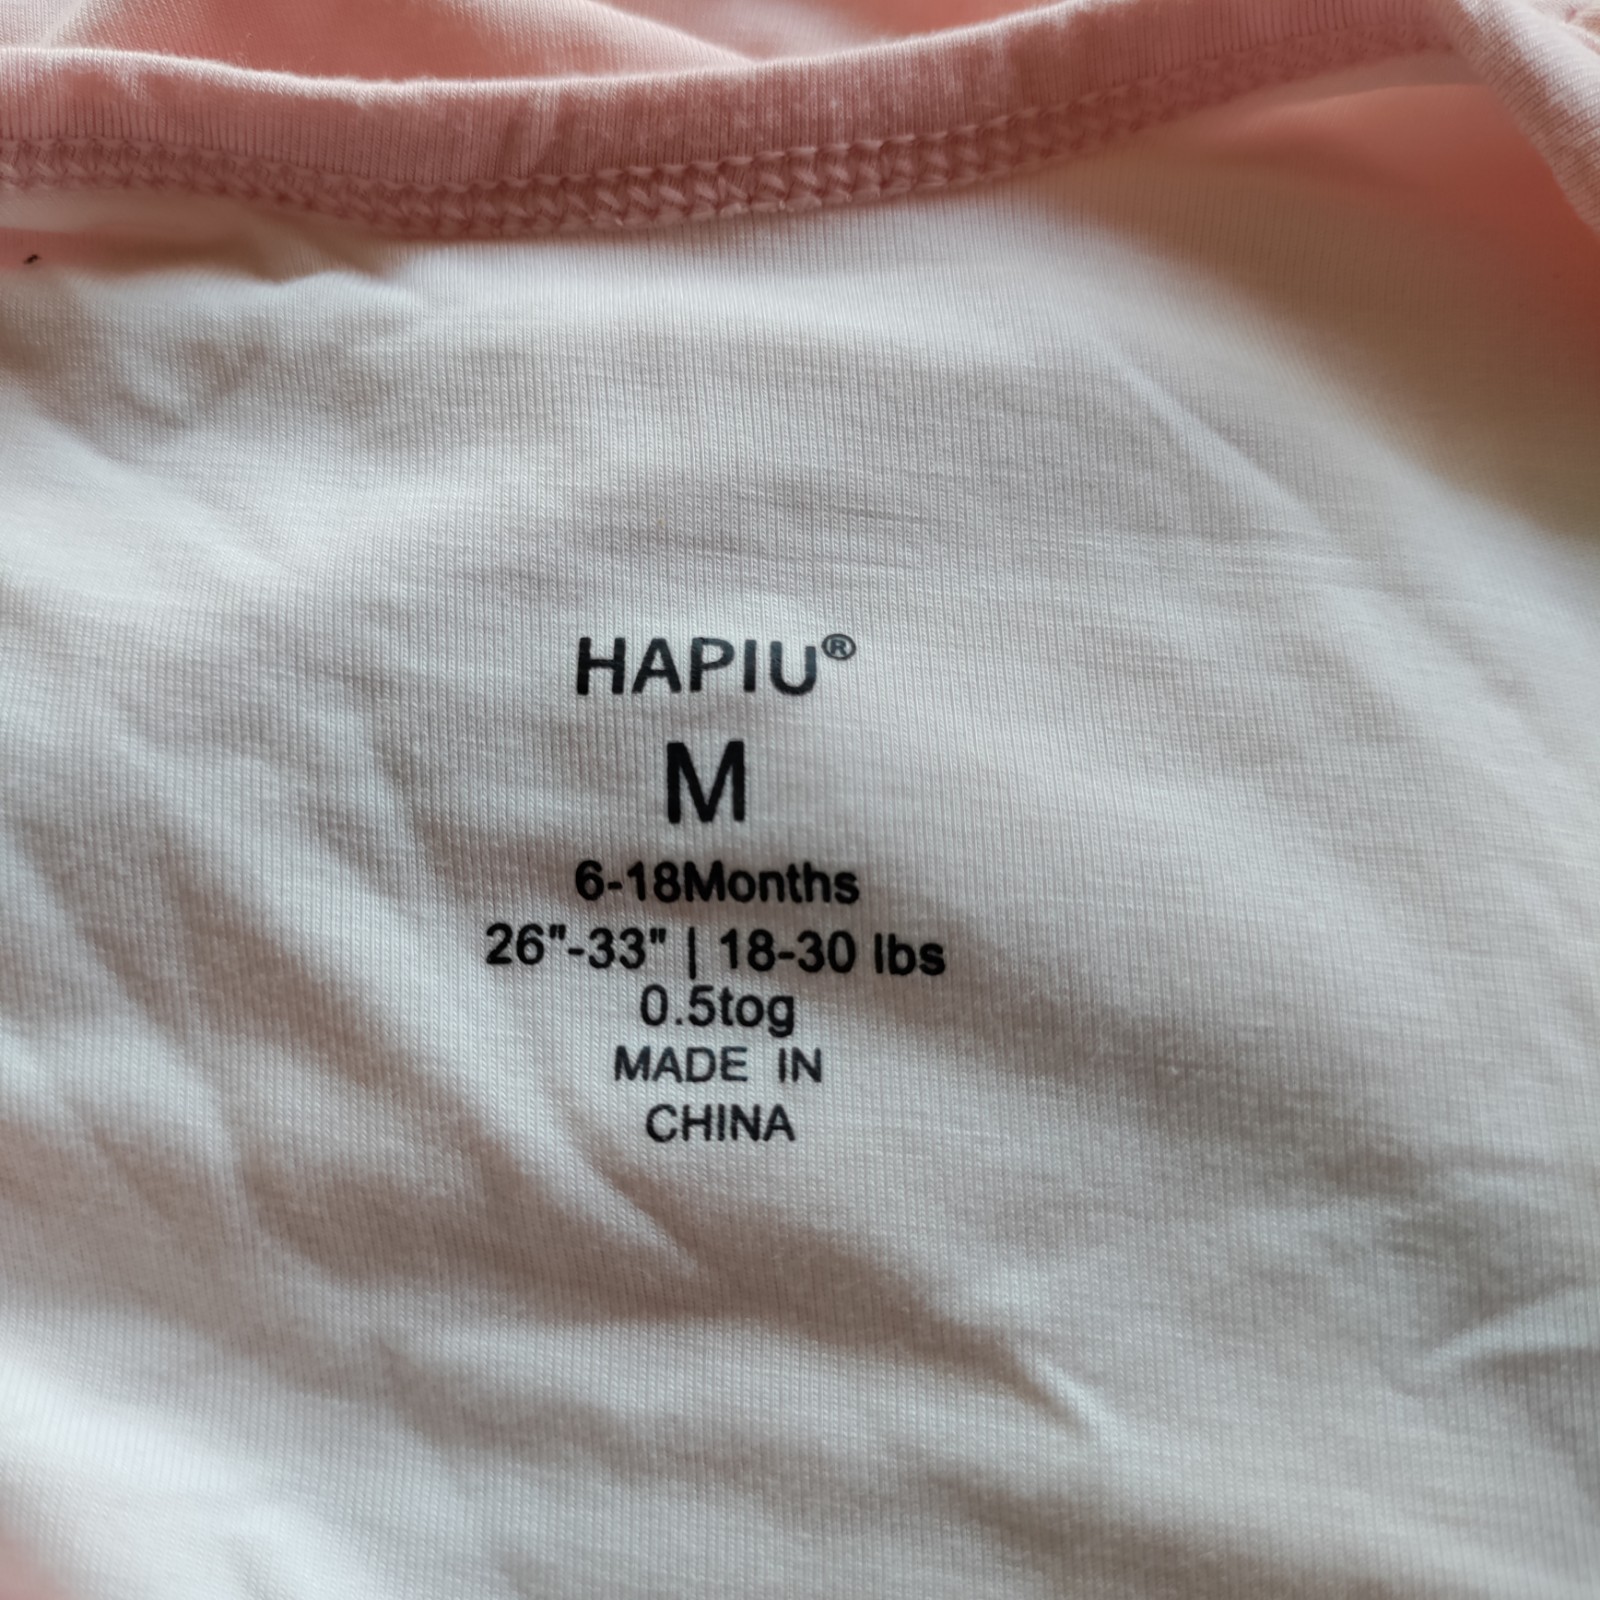 HAPIU®
M
6-18Months
26"-33" | 18-30 lbs
0.5tog
MADE IN
CHINA